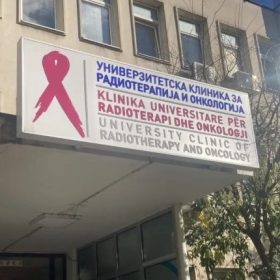 УНИВЕРЗИТЕТСКА КЛИНИКА ЗА
РАДИОТЕРАПИЈА И ОНКОЛОГИЈА
KLINIKA UNIVERSITARE PËR
RADIOTERAPI DHE ONKOLOGJI
UNIVERSITY CLINIC OF
RADIOTHERAPY AND ONCOLOGY